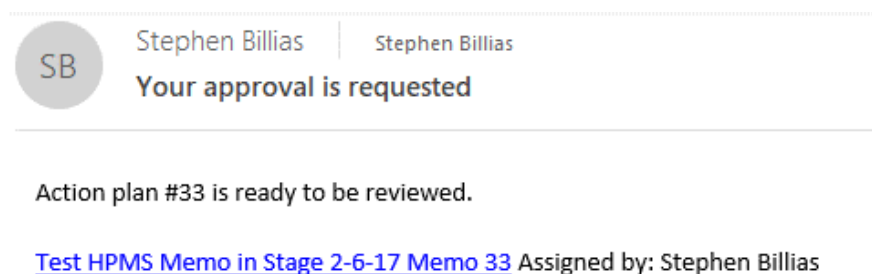 SB
Stephen Billias Stephen Billias
Your approval is requested
Action plan #33 is ready to be reviewed.
Test HPMS Memo in Stage 2-6-17 Memo 33 Assigned by: Stephen Billias